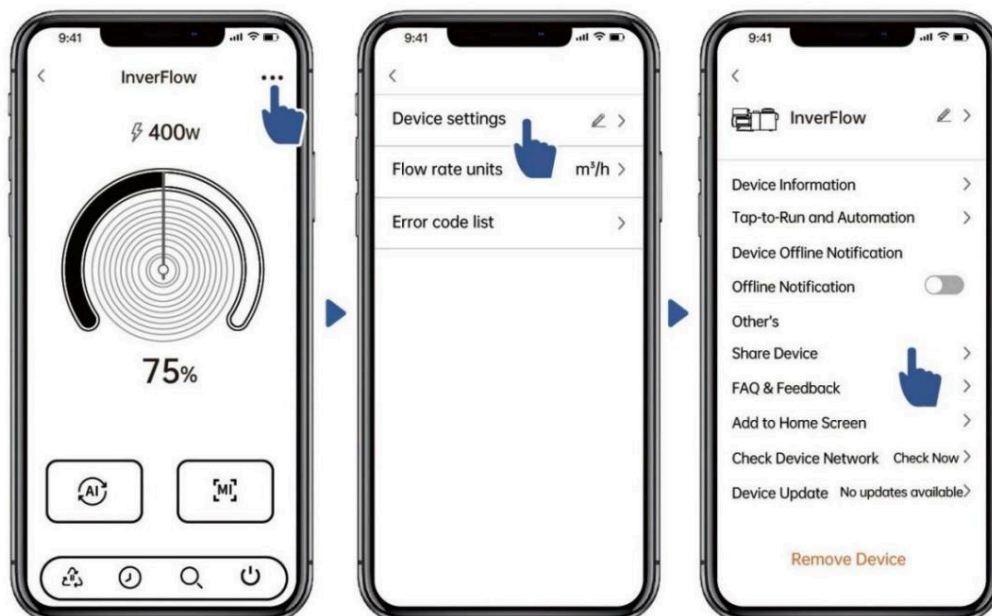 9:41
InverFlow
400w
75%
AI
MI
9:41
Device settings
Flow rate units m³/h
Error code list
9:41
InverFlow
Device Information
Tap-to-Run and Automation
Device Offline Notification
Offline Notification
Other's
Share Device
FAQ & Feedback
Add to Home Screen
Check Device Network Check Now
Device Update No updates available
Remove Device